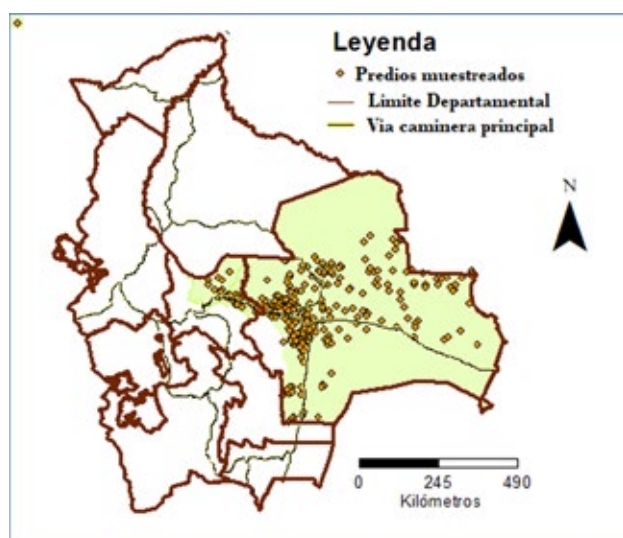 Leyenda
Predios muestreados
Limite Departamental
Via caminera principal
N
0 245 490
Kilómetros